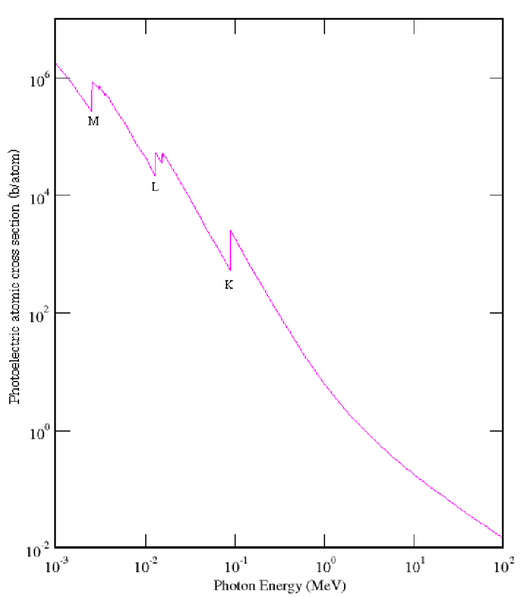 10^6
10^4
10^2
10^0
10^-2
M
L
K
Photoelectric atomic cross section (b/atom)
10^-3 10^-2 10^-1 10^0 10^1 10^2
Photon Energy (MeV)